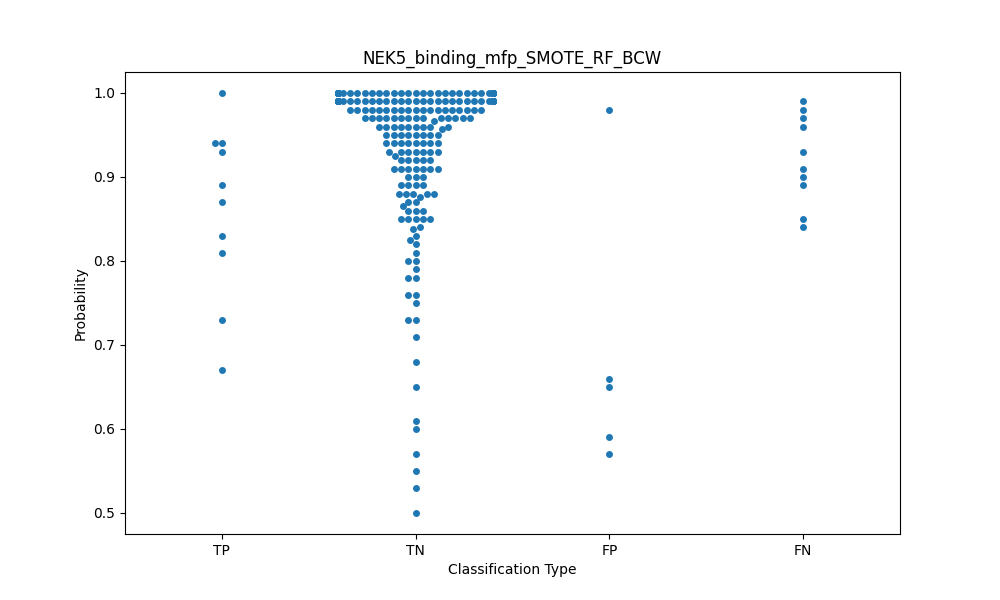 NEK5_binding_mfp_SMOTE_RF_BCW
1.0
0.9
0.8
0.7
0.6
0.5
Probability
TP TN FP FN
Classification Type